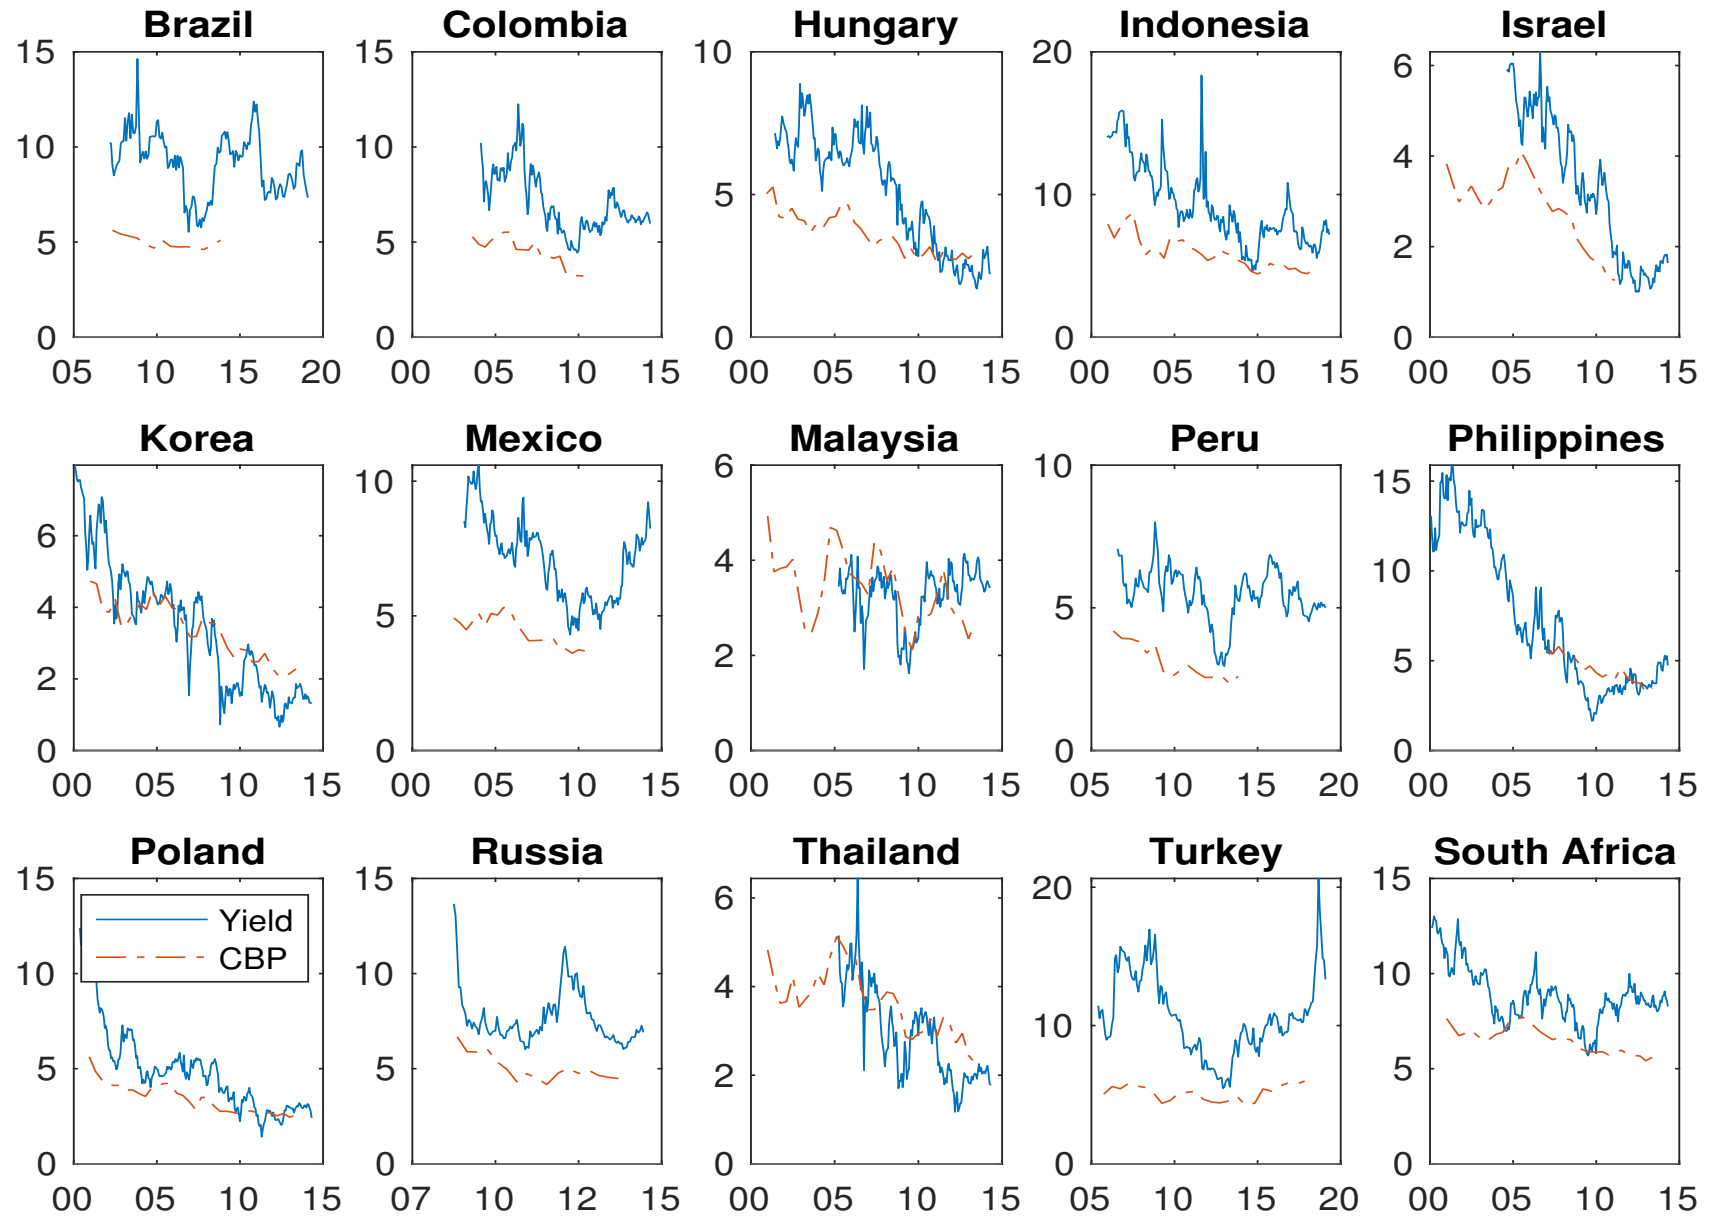 Brazil Colombia Hungary Indonesia Israel
15 15 10 20 6
10 10 5 10 4
5 5 2
0 0 0 0 0
05 10 15 20 00 05 10 15 00 05 10 15 00 05 10 15 00 05 10 15
Korea Mexico Malaysia Peru Philippines
6 10 6 10 15
4 5 4 5 10
2 2 5
0 0 0 0 0
00 05 10 15 00 05 10 15 00 05 10 15 05 10 15 20 00 05 10 15
Poland Russia Thailand Turkey South Africa
15 15 6 20 15
Yield
CBP
10 10 4 10 10
5 5 2 5
0 0 0 0 0
00 05 10 15 07 10 12 15 00 05 10 15 05 10 15 20 00 05 10 15